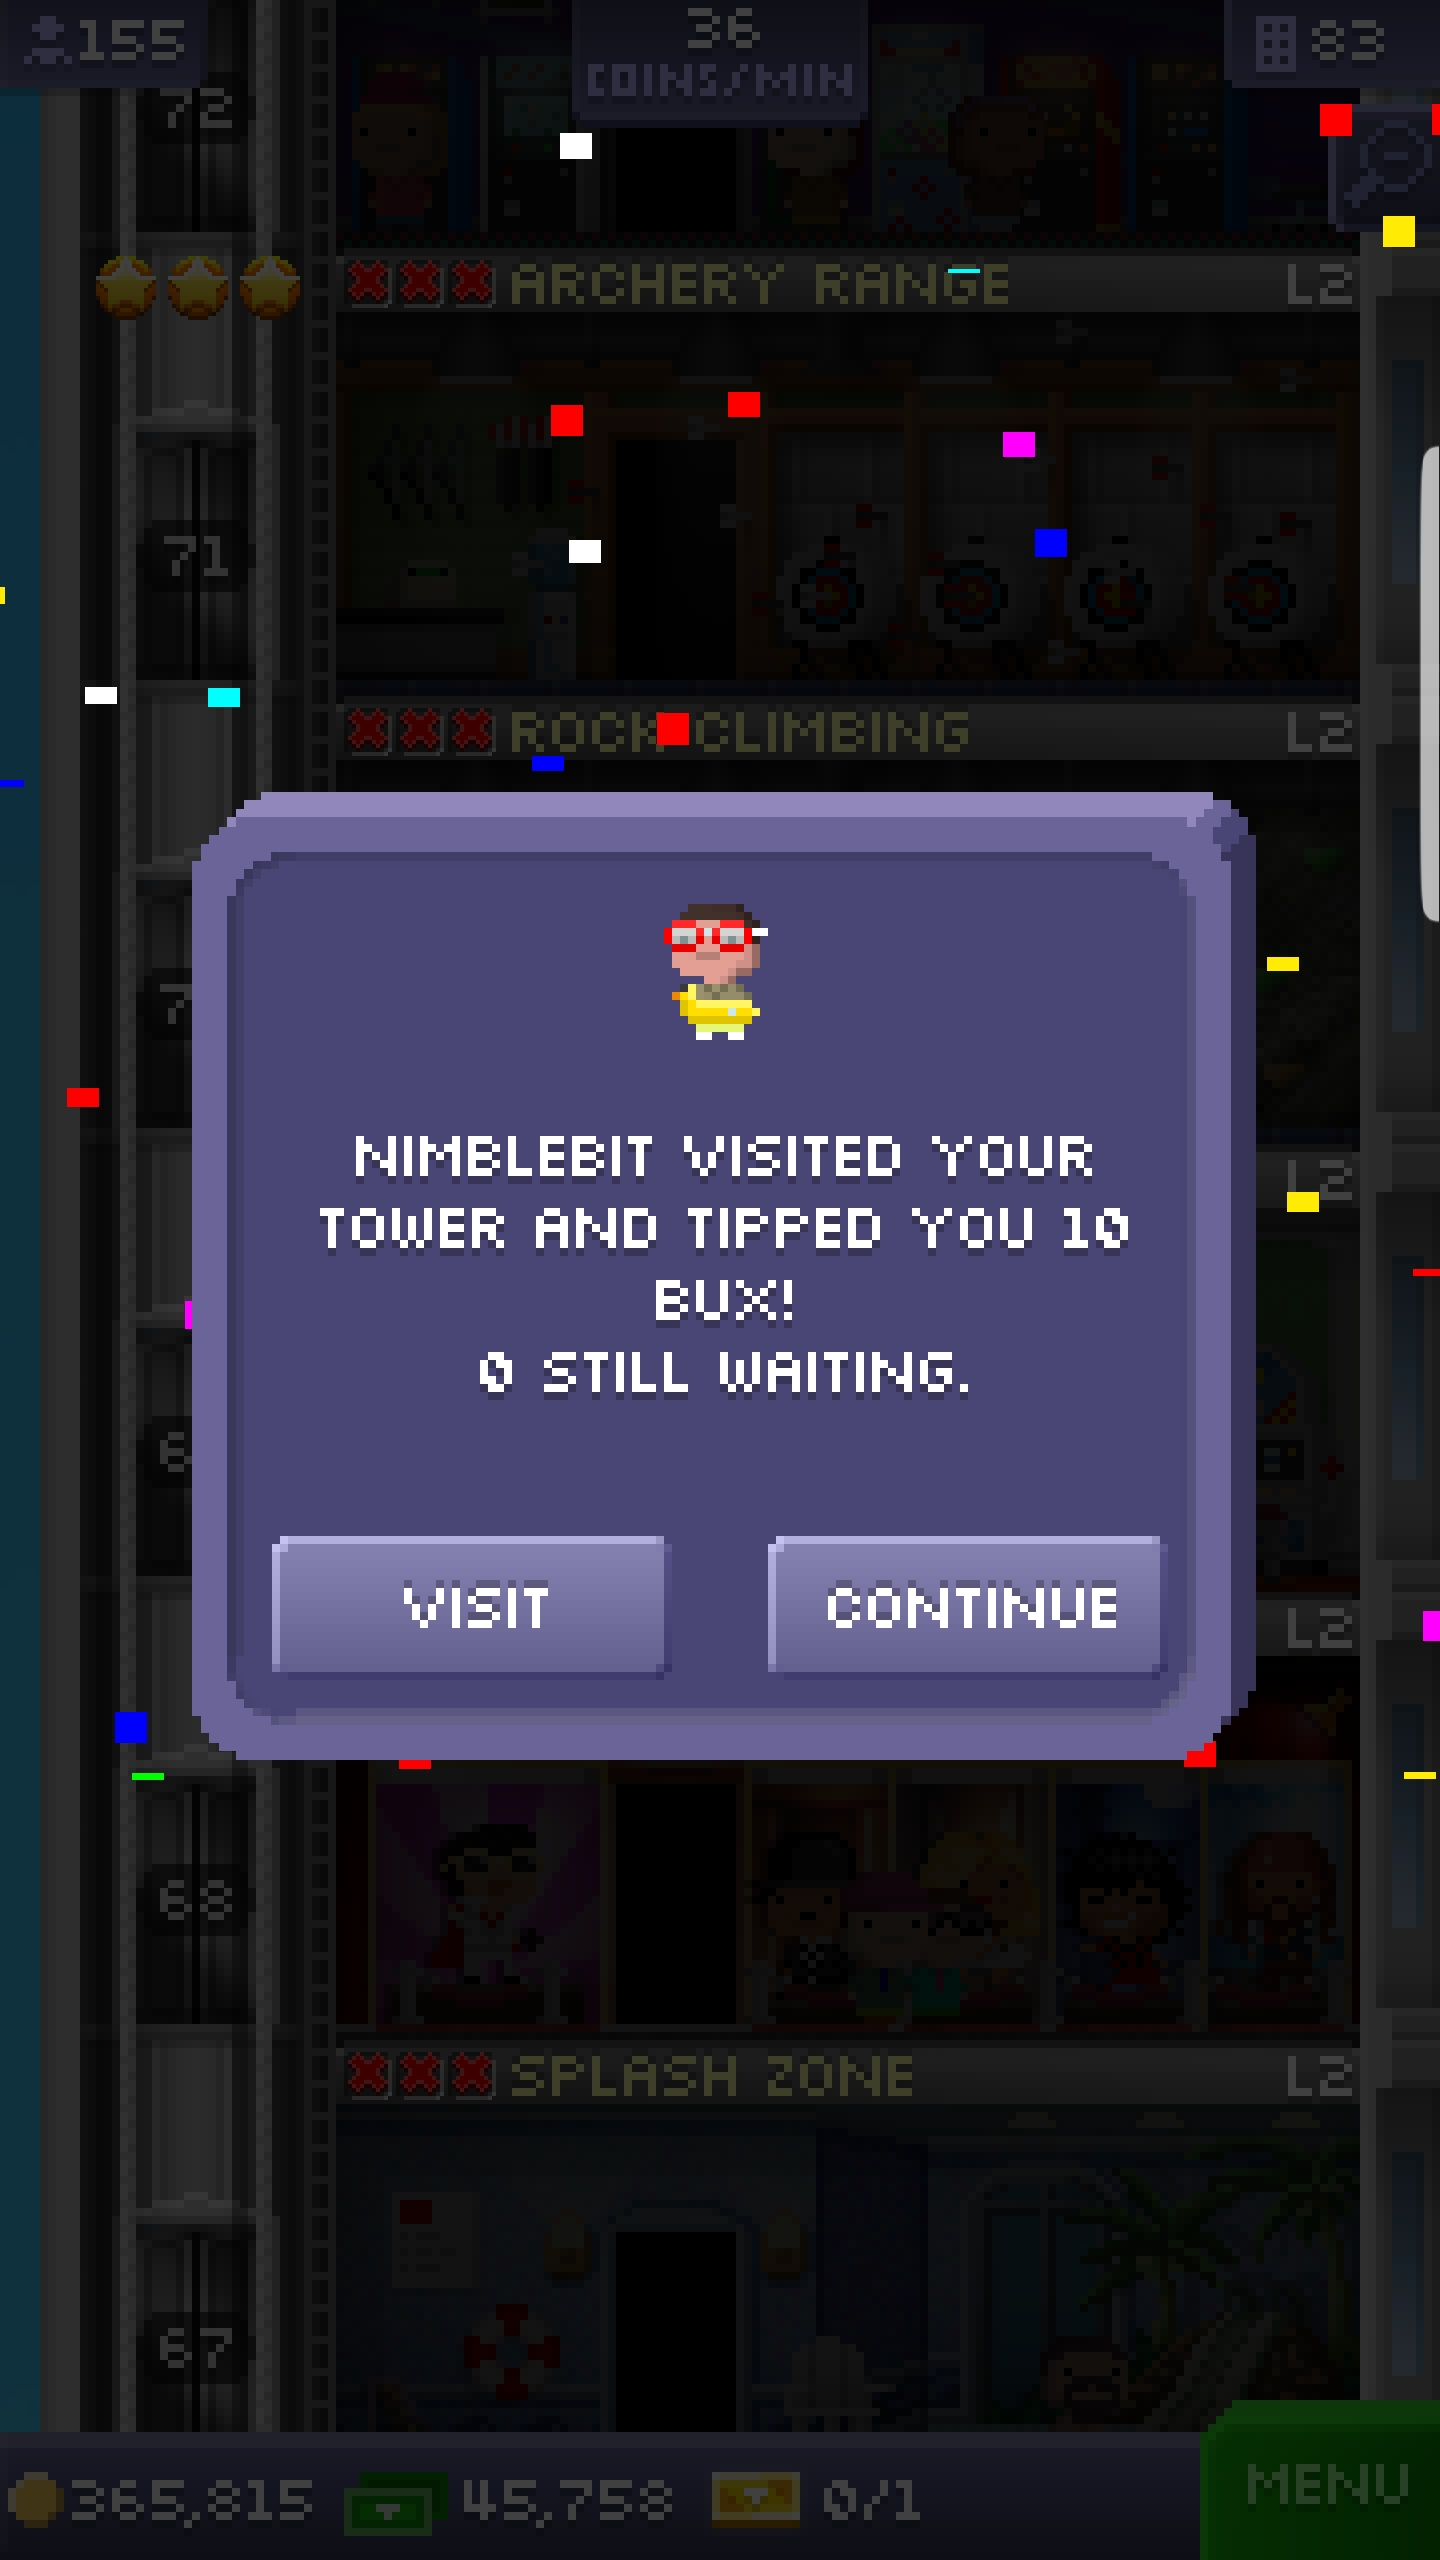 155
36
COINS/MIN
83
72
ARCHERY RANGE L2
71
ROCK CLIMBING L2
L2
NIMBLEBIT VISITED YOUR
TOWER AND TIPPED YOU 10
BUX!
0 STILL WAITING.
VISIT CONTINUE
L2
68
SPLASH ZONE L2
67
365,815 45,758 0/1 MENU